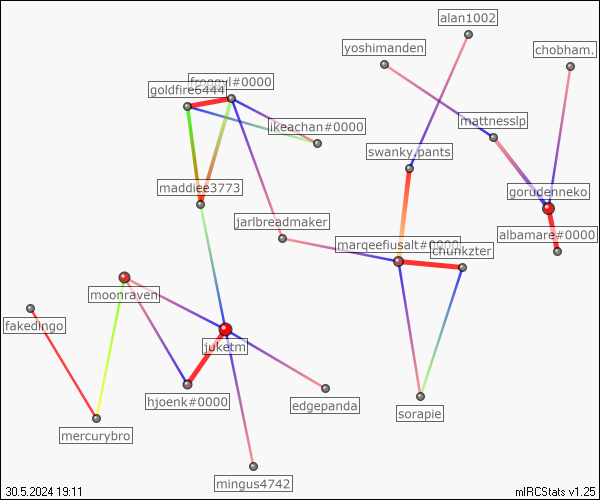 alan1002
yoshimanden
chobham.
froggyl#0000
goldfire6444
mattnesslp
ikeachan#0000
swanky.pants
maddiee3773
gorudenneko
jarlbreadmaker
albamare#0000
marqeefiusalt#0000
chunkzter
moonraven
fakedingo
juketm
hjoenk#0000
edgepanda
sorapie
mercurybro
mingus4742
30.5.2024 19:11
mIRCStats v1.25